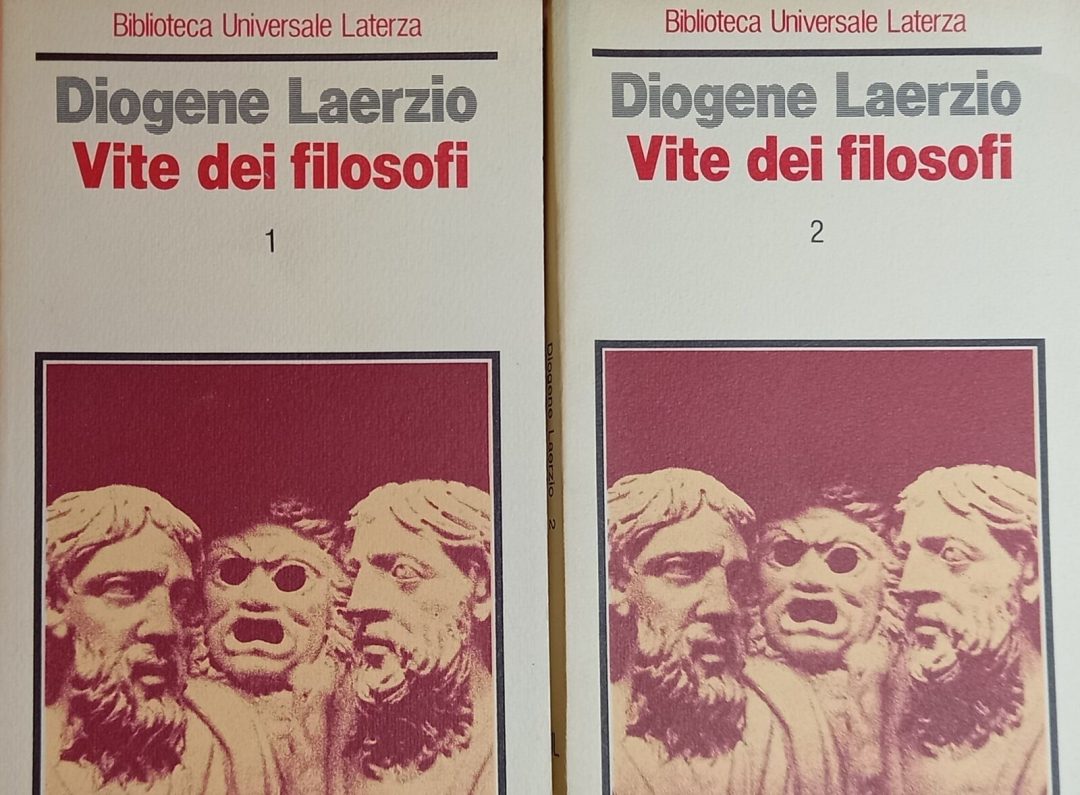 Biblioteca Universale Laterza
Diogene Laerzio
Vite dei filosofi
1
Diogene Laerzio 2
Biblioteca Universale Laterza
Diogene Laerzio
Vite dei filosofi
2